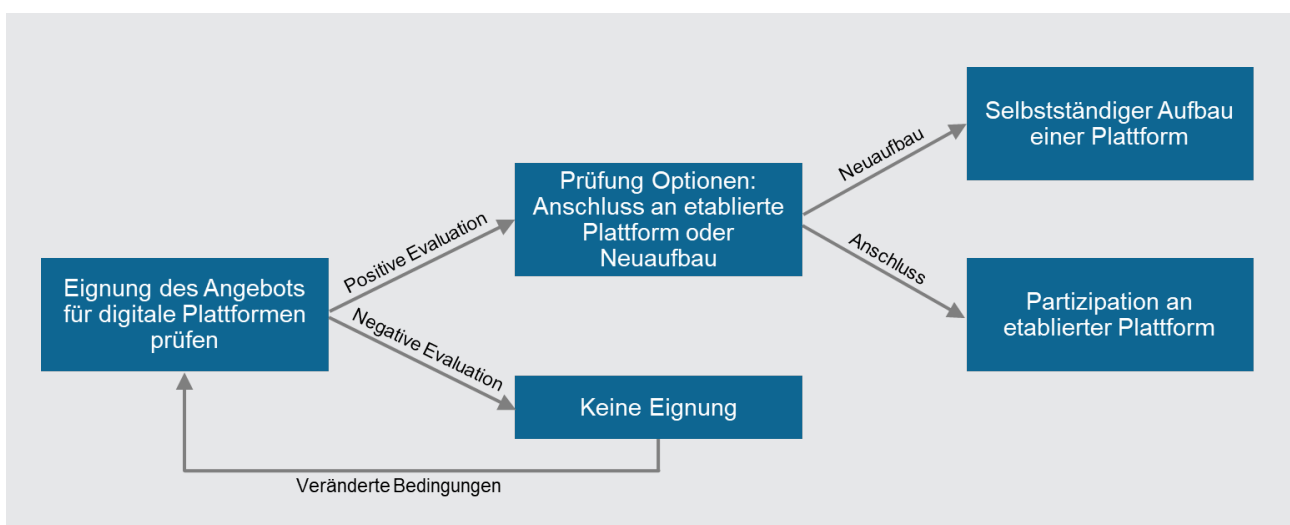 Eignung des Angebots
für digitale Plattformen
prüfen
Positive Evaluation
Negative Evaluation
Prüfung Optionen:
Anschluss an etablierte
Plattform oder
Neuaufbau
Keine Eignung
Veränderte Bedingungen
Neuaufbau
Anschluss
Selbstständiger Aufbau
einer Plattform
Partizipation an
etablierter Plattform